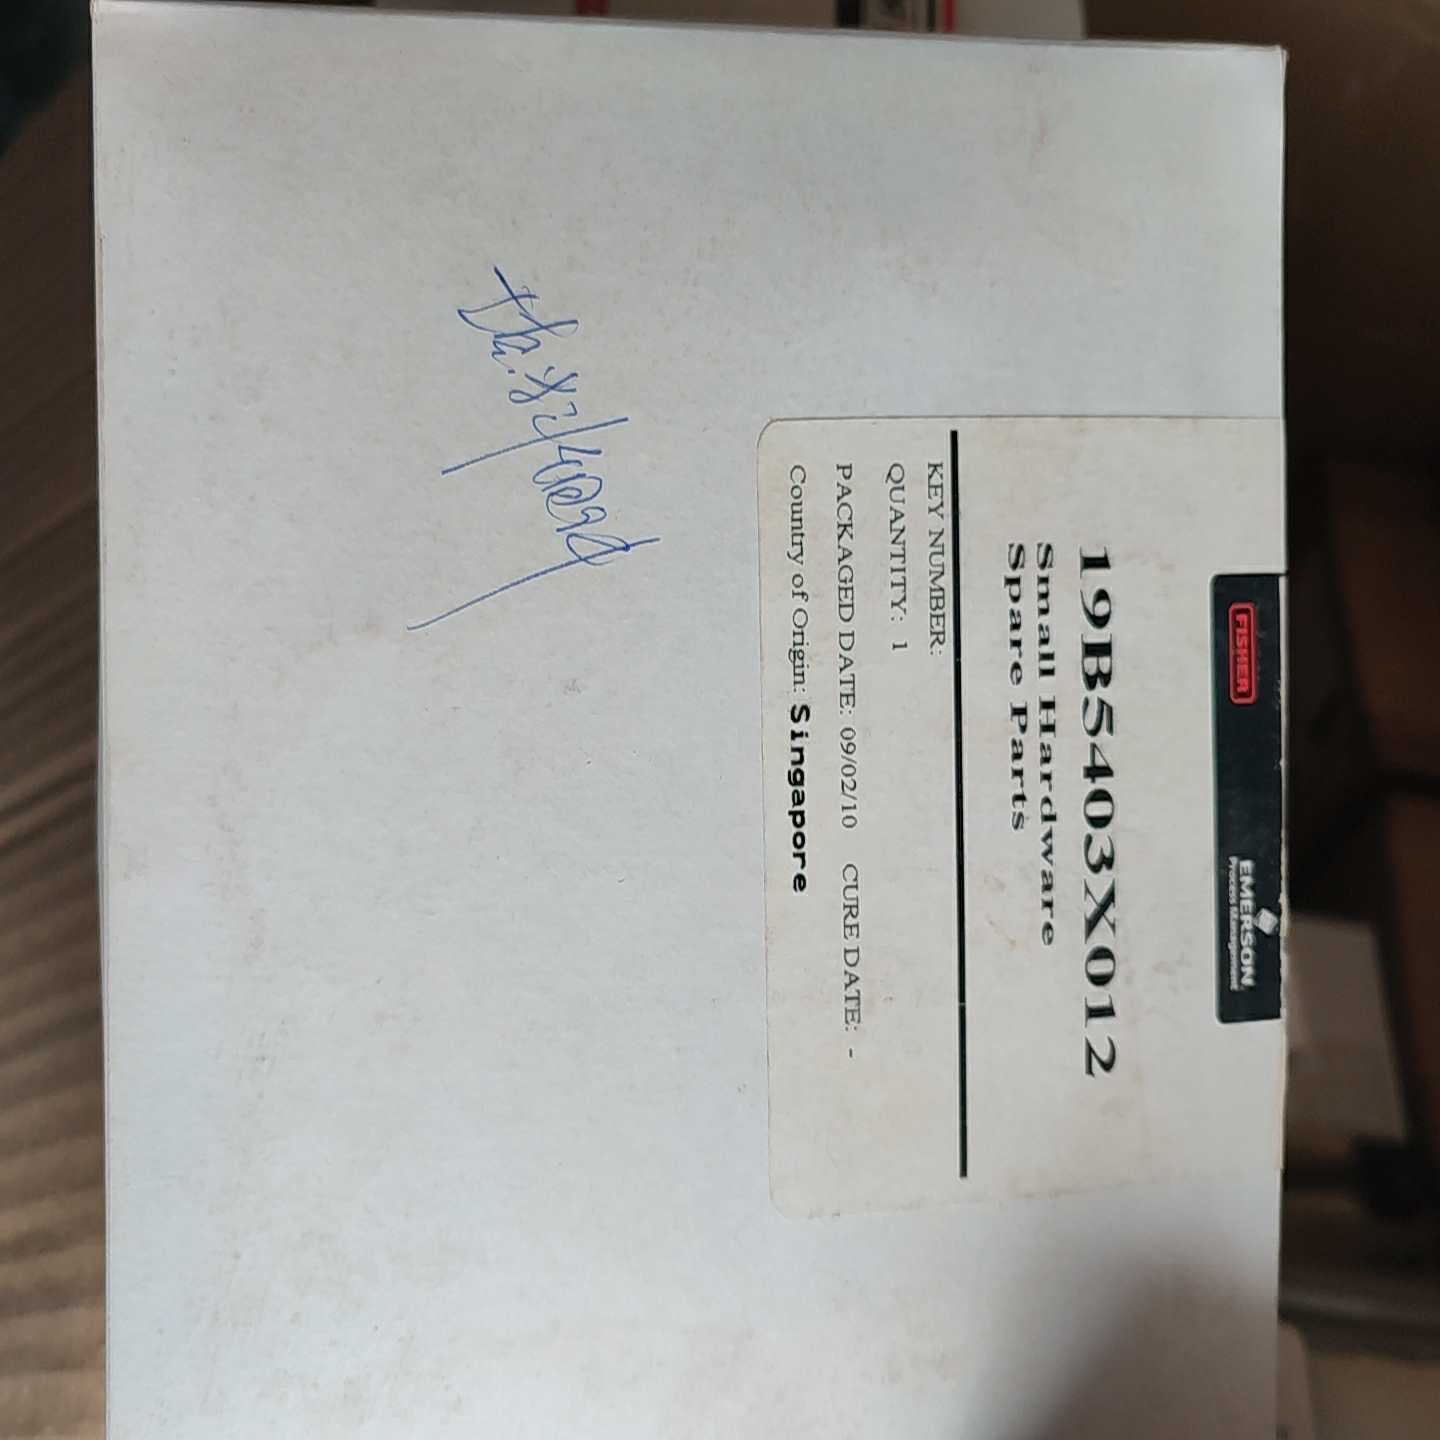 FISHER
EMERSON
Process Management
19B5403X012
Small Hardware
Spare Parts
KEY NUMBER:
QUANTITY: 1
PACKAGED DATE: 09/02/10 CURE DATE: -
Country of Origin: Singapore